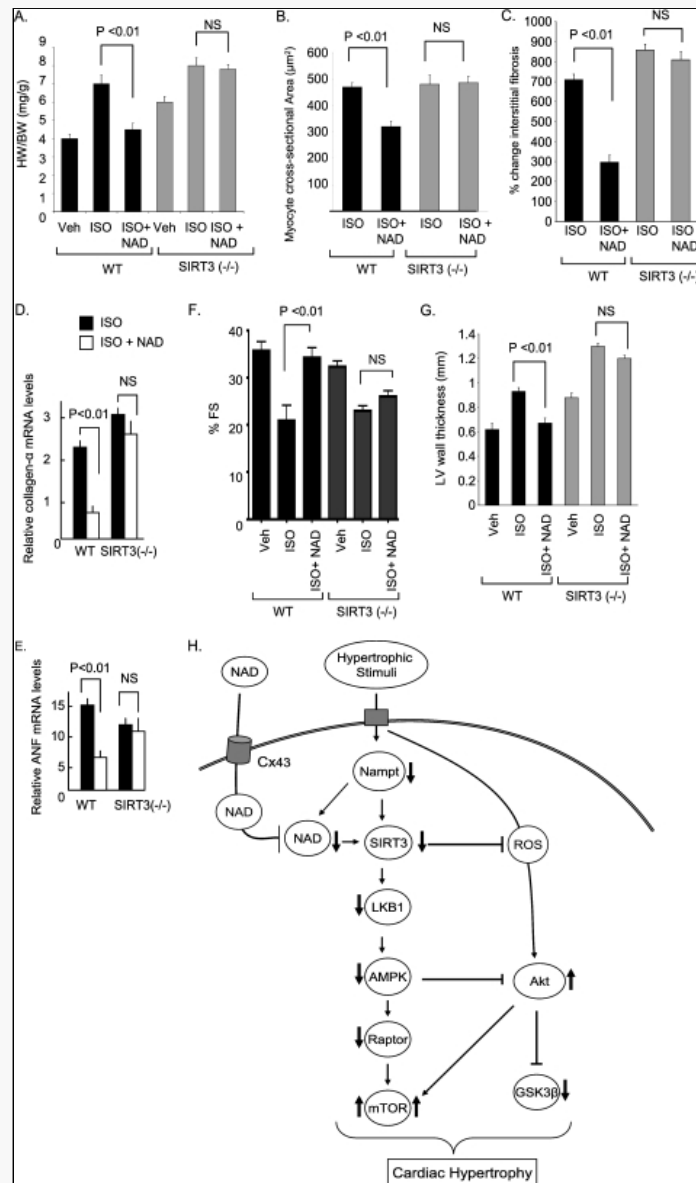 A.
HW/BW (mg/g)
9
8
7
6
5
4
3
2
1
0
P <0.01
NS
Veh ISO ISO+ NAD Veh ISO ISO + NAD
WT SIRT3 (-/-)
B.
Myocyte cross-sectional Area (µm²)
600
500
400
300
200
100
P <0.01
NS
ISO ISO+ NAD ISO ISO + NAD
WT SIRT3 (-/-)
C.
% change interstitial fibrosis
1000
900
800
700
600
500
400
300
200
100
0
P <0.01
NS
ISO ISO+ NAD ISO ISO + NAD
WT SIRT3 (-/-)
D.
ISO
ISO + NAD
Relative collagen-α mRNA levels
3
2
1
0
P<0.01
NS
WT SIRT3(-/-)
F.
% FS
40
30
20
10
0
P <0.01
NS
Veh ISO ISO+ NAD Veh ISO ISO+ NAD
WT SIRT3 (-/-)
G.
LV wall thickness (mm)
1.4
1.2
1
0.8
0.6
0.4
0.2
0
P <0.01
NS
Veh ISO ISO+ NAD Veh ISO ISO+ NAD
WT SIRT3 (-/-)
E.
Relative ANF mRNA levels
15
10
5
0
P<0.01
NS
WT SIRT3(-/-)
H.
NAD
Hypertrophic
Stimuli
Cx43
Nampt
NAD
NAD
SIRT3
ROS
LKB1
AMPK
Akt
Raptor
mTOR
GSK3β
Cardiac Hypertrophy